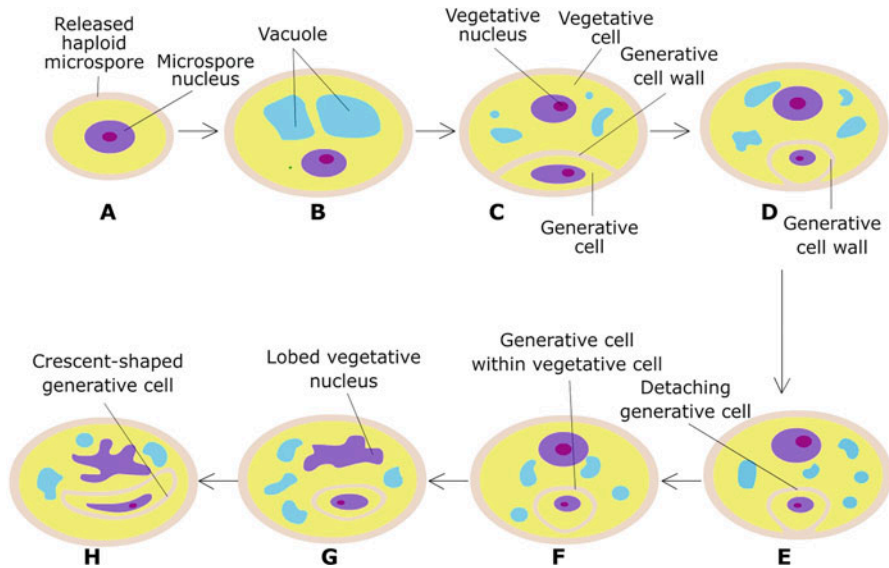 Released
haploid
microspore
Microspore
nucleus
A
Vacuole
B
Vegetative
nucleus
Vegetative
cell
Generative
cell wall
C
Generative
cell
D
Generative
cell wall
Crescent-shaped
generative cell
H
Lobed vegetative
nucleus
G
Generative cell
within vegetative cell
F
Detaching
generative cell
E